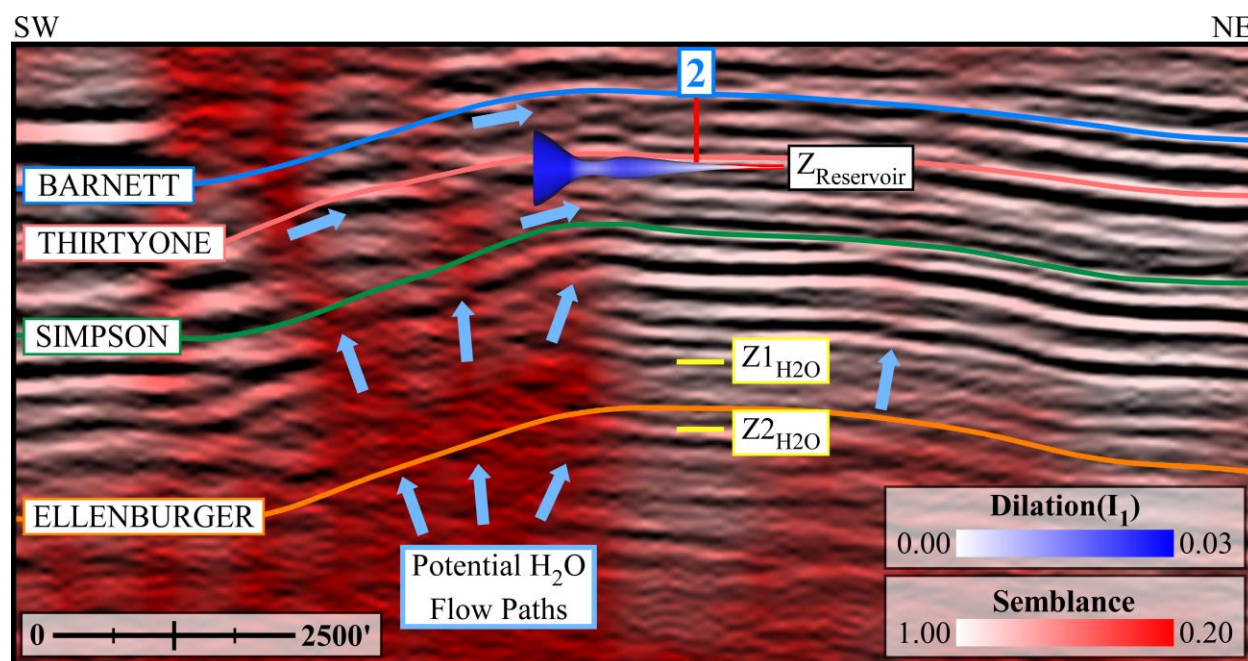 SW
NE
2
BARNETT
Z_Reservoir
THIRTYONE
SIMPSON
Z1_H2O
Z2_H2O
ELLENBURGER
Potential H₂O
Flow Paths
Dilation(I₁)
0.00 0.03
Semblance
1.00 0.20
0 2500'